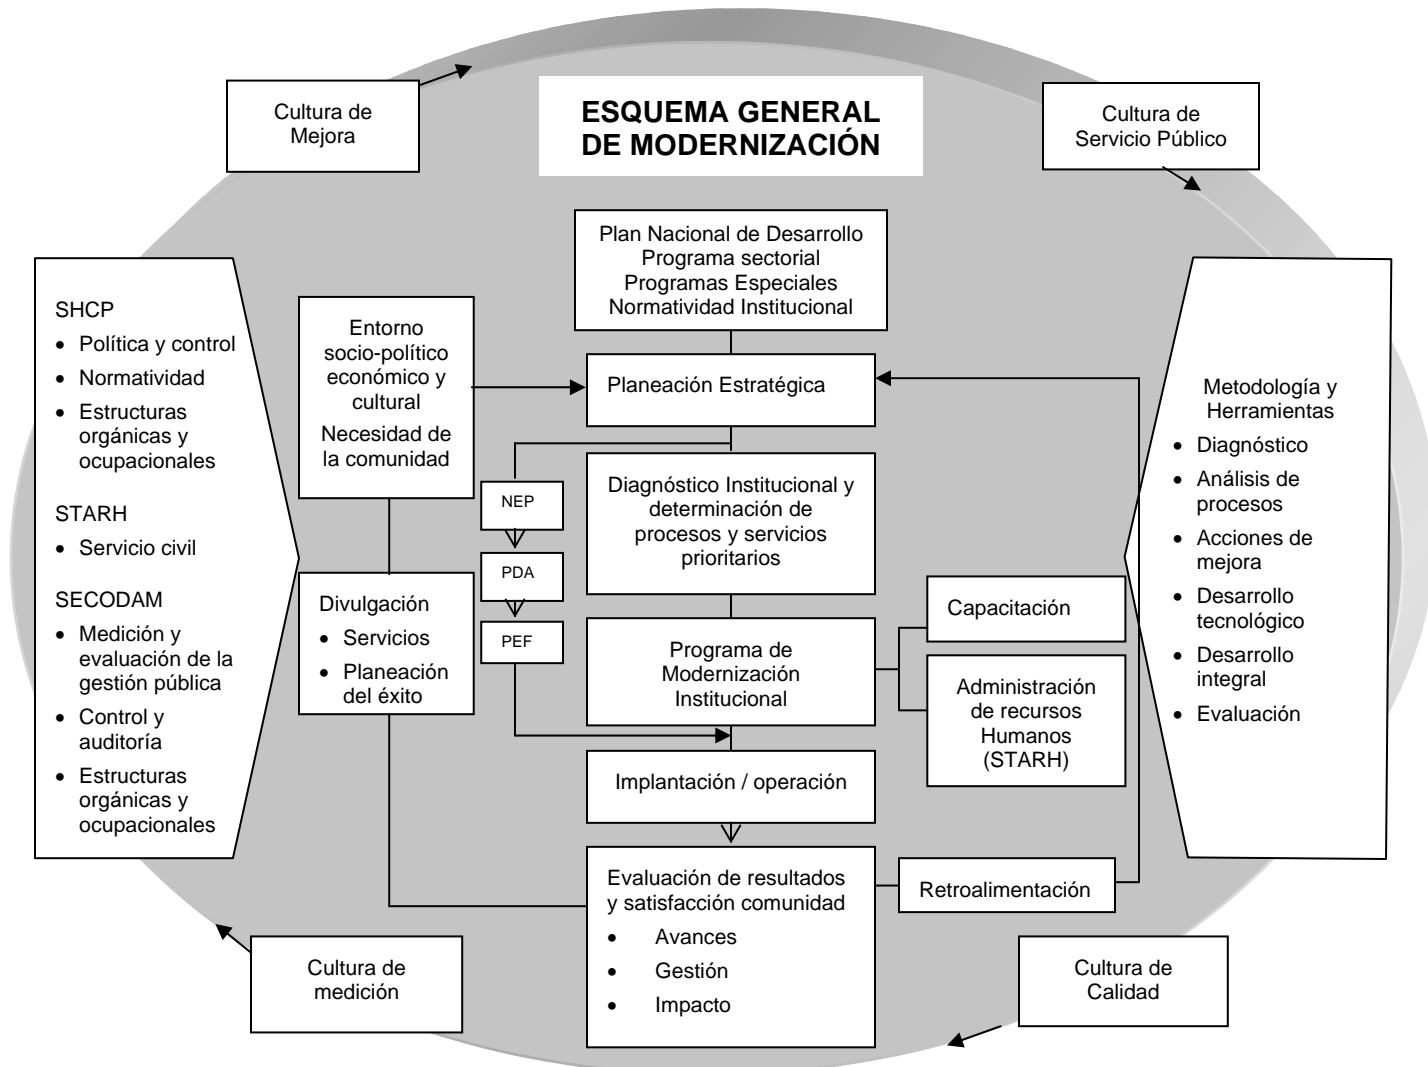 ESQUEMA GENERAL
DE MODERNIZACIÓN
Cultura de
Mejora
Cultura de
Servicio Público
Plan Nacional de Desarrollo
Programa sectorial
Programas Especiales
Normatividad Institucional
SHCP
• Política y control
• Normatividad
• Estructuras
orgánicas y
ocupacionales
STARH
• Servicio civil
SECODAM
• Medición y
evaluación de la
gestión pública
• Control y
auditoría
• Estructuras
orgánicas y
ocupacionales
Entorno
socio-político
económico y
cultural
Necesidad de
la comunidad
Planeación Estratégica
NEP
PDA
PEF
Diagnóstico Institucional y
determinación de
procesos y servicios
prioritarios
Divulgación
• Servicios
• Planeación
del éxito
Programa de
Modernización
Institucional
Capacitación
Administración
de recursos
Humanos
(STARH)
Implantación / operación
Evaluación de resultados
y satisfacción comunidad
• Avances
• Gestión
• Impacto
Retroalimentación
Metodología y
Herramientas
• Diagnóstico
• Análisis de
procesos
• Acciones de
mejora
• Desarrollo
tecnológico
• Desarrollo
integral
• Evaluación
Cultura de
medición
Cultura de
Calidad